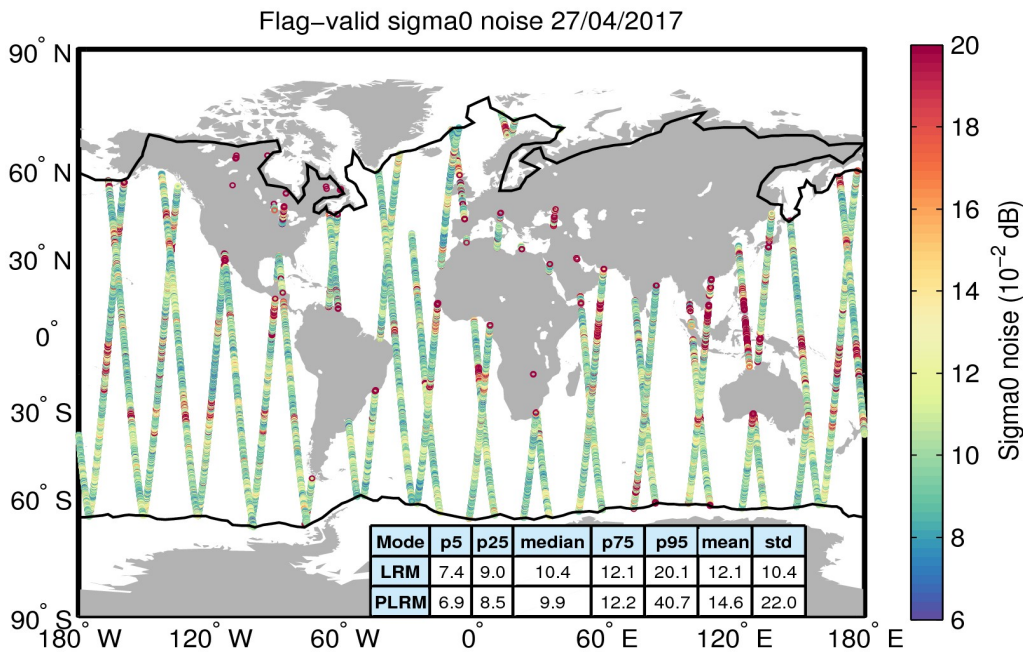 Flag−valid sigma0 noise 27/04/2017
90° N
60° N
30° N
0°
30° S
60° S
90° S
180° W
120° W
60° W
0°
60° E
120° E
180° E
Mode p5 p25 median p75 p95 mean std
LRM 7.4 9.0 10.4 12.1 20.1 12.1 10.4
PLRM 6.9 8.5 9.9 12.2 40.7 14.6 22.0
20
18
16
14
12
10
8
6
Sigma0 noise (10⁻² dB)